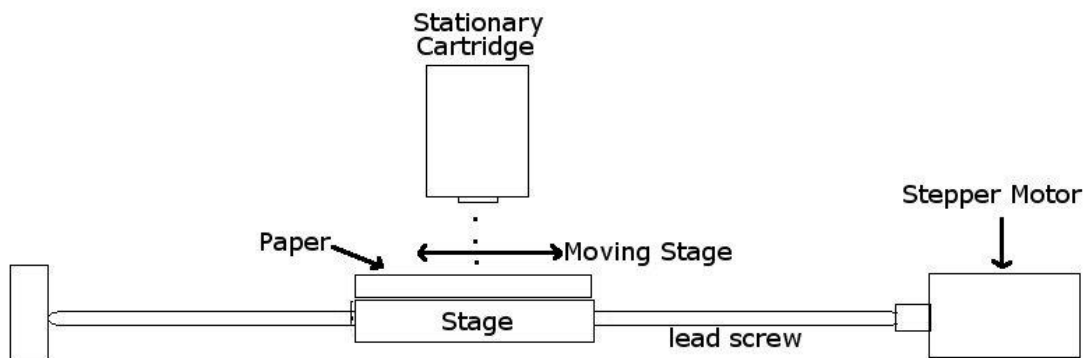 Stationary
Cartridge
Stepper Motor
Paper
Moving Stage
Stage
lead screw